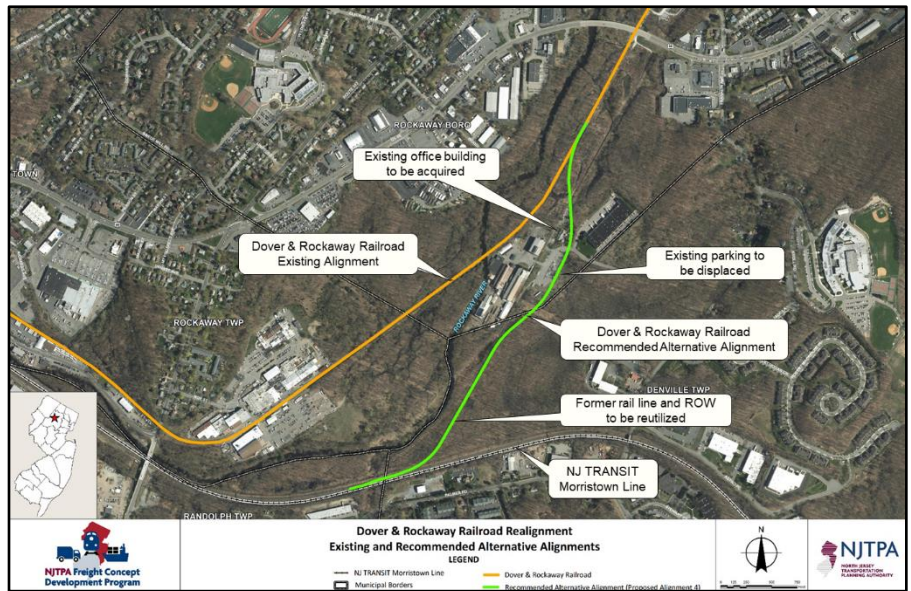 ROCKAWAY BORO
Existing office building
to be acquired
TOWN
Dover & Rockaway Railroad
Existing Alignment
Existing parking to
be displaced
ROCKAWAY RIVER
ROCKAWAY TWP
Dover & Rockaway Railroad
Recommended Alternative Alignment
DENVILLE TWP
Former rail line and ROW
to be reutilized
NJ TRANSIT
Morristown Line
RANDOLPH TWP
Dover & Rockaway Railroad Realignment
Existing and Recommended Alternative Alignments
LEGEND
NJ TRANSIT Morristown Line
Dover & Rockaway Railroad
Municipal Borders
Recommended Alternative (Proposed Alignment 4)
NJTPA Freight Concept
Development Program
N
NJTPA
NORTH JERSEY
TRANSPORTATION
PLANNING AUTHORITY